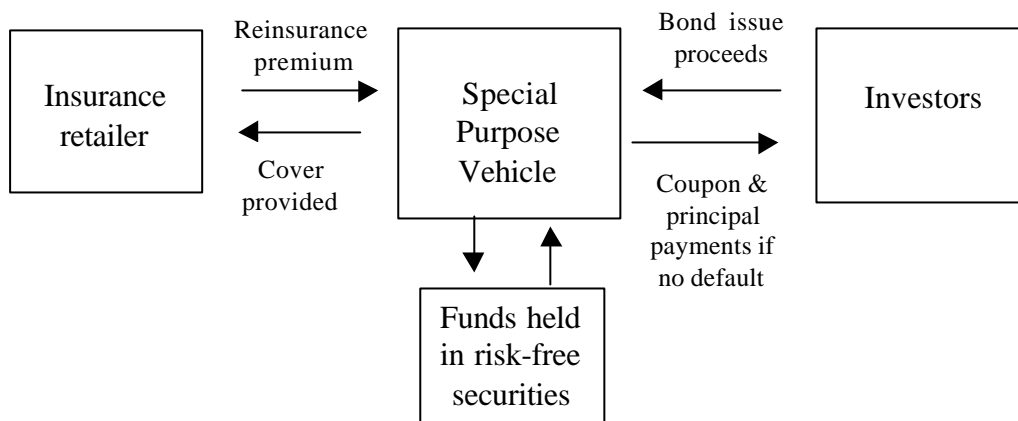 Insurance
retailer
Reinsurance
premium
Cover
provided
Special
Purpose
Vehicle
Bond issue
proceeds
Coupon &
principal
payments if
no default
Investors
Funds held
in risk-free
securities